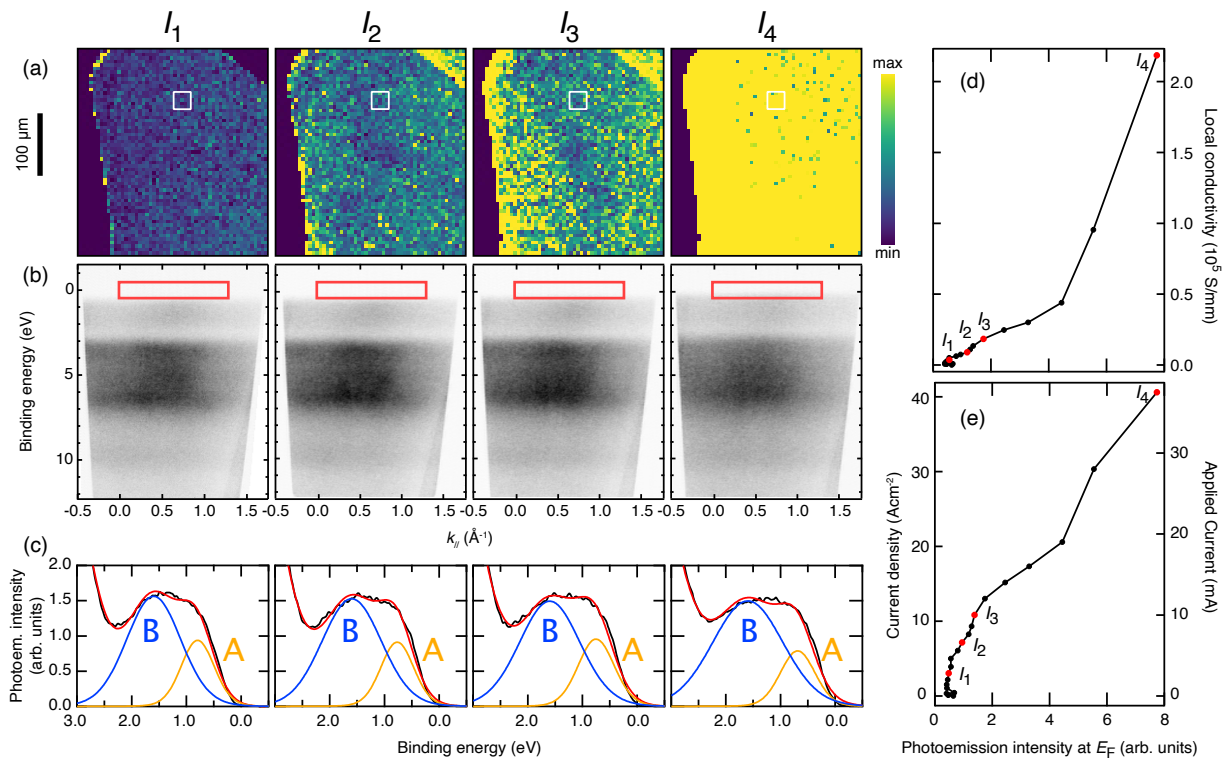 I1 I2 I3 I4
(a)
100 µm
max
min
(b)
Binding energy (eV)
0
5
10
-0.5 0.0 0.5 1.0 1.5
-0.5 0.0 0.5 1.0 1.5
-0.5 0.0 0.5 1.0 1.5
-0.5 0.0 0.5 1.0 1.5
k// (Å-1)
(c)
Photoem. intensity
(arb. units)
2.0
1.5
1.0
0.5
0.0
B A
B A
B A
B A
3.0 2.0 1.0 0.0
2.0 1.0 0.0
2.0 1.0 0.0
2.0 1.0 0.0
Binding energy (eV)
(d)
I4
I3
I2
I1
2.0
1.5
1.0
0.5
0.0
Local conductivity (10⁵ S/mm)
(e)
I4
I3
I2
I1
40
30
20
10
0
Current density (Acm-2)
30
20
10
0
Applied Current (mA)
0 2 4 6 8
Photoemission intensity at EF (arb. units)